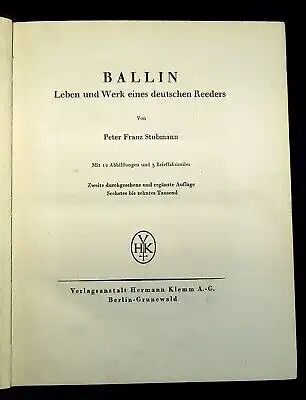 BALLIN
Leben und Werk eines deutschen Reeders
Von
Peter Franz Stubmann
Mit 12 Abbildungen und 3 Brieffaksimiles
Zweite durchgesehene und ergänzte Auflage
Sechstes bis zehntes Tausend
VHK
Verlagsanstalt Hermann Klemm A.-G.
Berlin-Grunewald